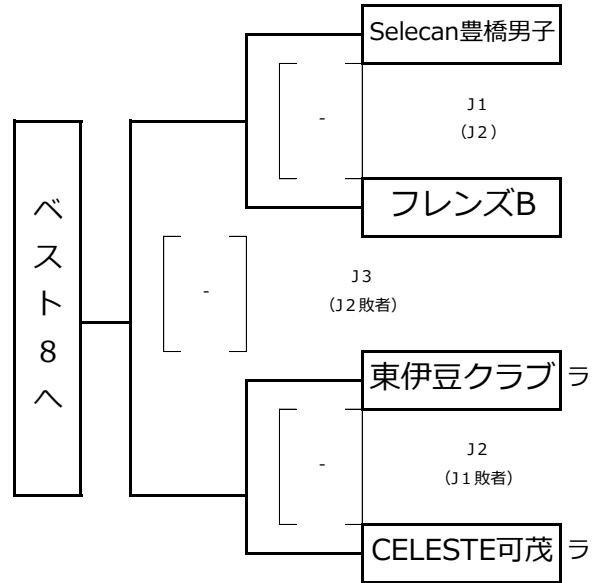 Selecan豊橋男子
-
J1
（J2）
フレンズB
ベスト8へ
-
J3
（J2敗者）
東伊豆クラブ ラ
-
J2
（J1敗者）
CELESTE可茂 ラ